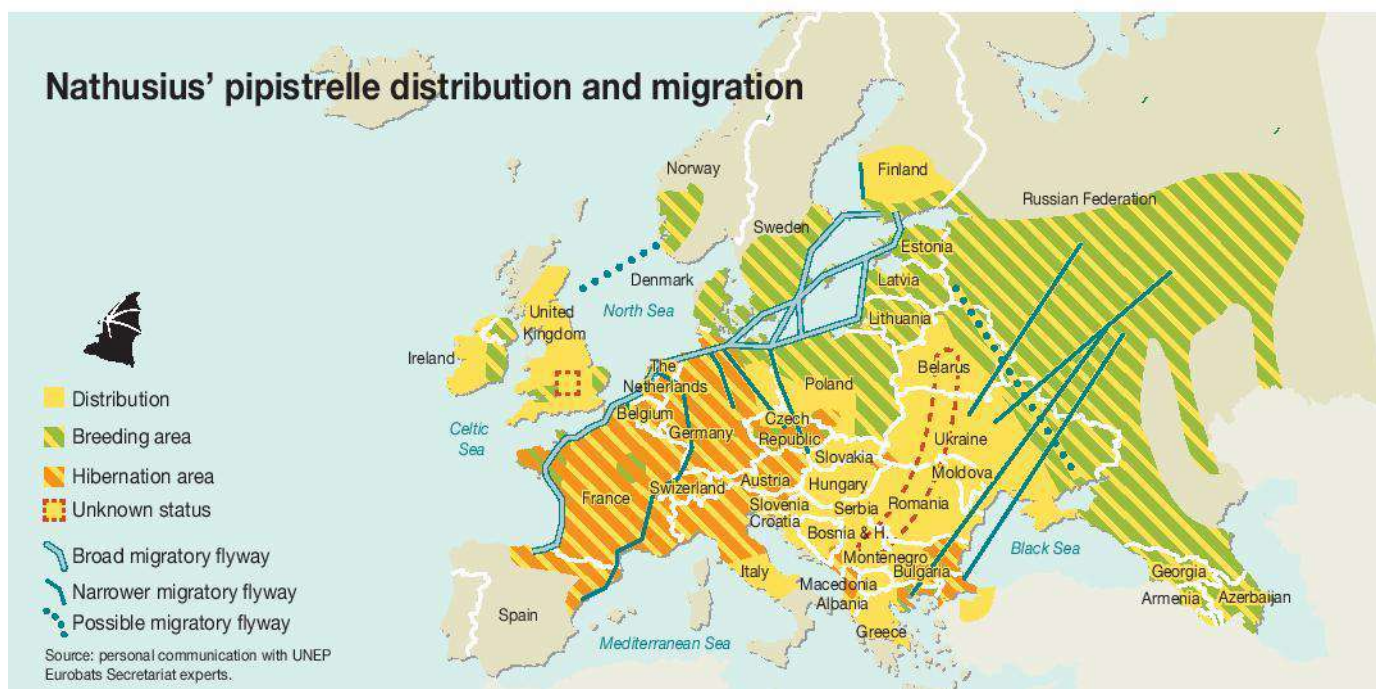 Nathusius’ pipistrelle distribution and migration
Norway
Finland
Russian Federation
Sweden
Estonia
Denmark
Latvia
North Sea
United
Kingdom
Lithuania
Ireland
The
Netherlands
Belarus
Poland
Belgium
Celtic
Sea
Germany
Czech
Republic
Ukraine
Slovakia
Moldova
France
Swizerland
Austria
Hungary
Slovenia
Croatia
Serbia
Romania
Bosnia & H.
Black Sea
Montenegro
Italy
Bulgaria
Georgia
Macedonia
Armenia
Azerbaijan
Albania
Spain
Greece
Mediterranean Sea
Distribution
Breeding area
Hibernation area
Unknown status
Broad migratory flyway
Narrower migratory flyway
Possible migratory flyway
Source: personal communication with UNEP
Eurobats Secretariat experts.